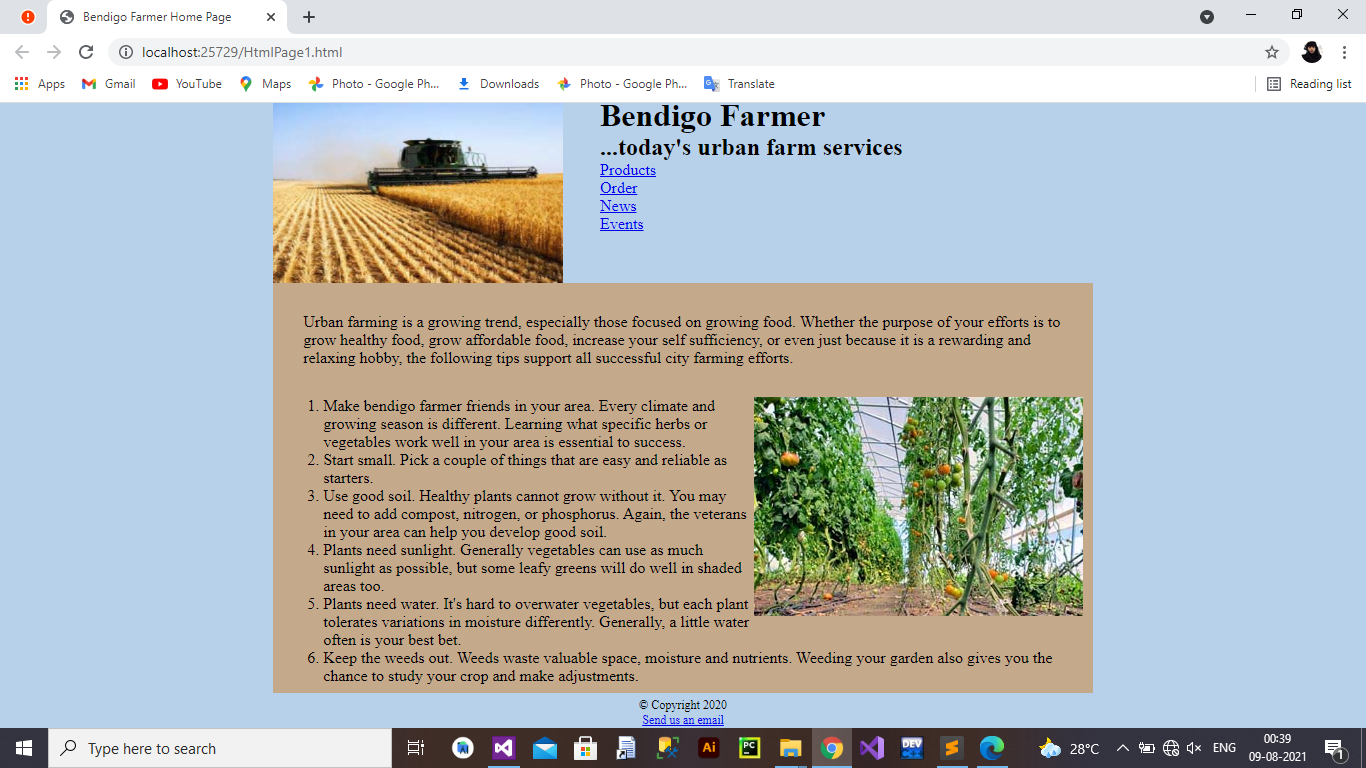 Bendigo Farmer Home Page
localhost:25729/HtmlPage1.html
Apps Gmail YouTube Maps Photo - Google Ph... Downloads Photo - Google Ph... Translate Reading list
Bendigo Farmer
...today's urban farm services
Products
Order
News
Events
Urban farming is a growing trend, especially those focused on growing food. Whether the purpose of your efforts is to
grow healthy food, grow affordable food, increase your self sufficiency, or even just because it is a rewarding and
relaxing hobby, the following tips support all successful city farming efforts.
1. Make bendigo farmer friends in your area. Every climate and
growing season is different. Learning what specific herbs or
vegetables work well in your area is essential to success.
2. Start small. Pick a couple of things that are easy and reliable as
starters.
3. Use good soil. Healthy plants cannot grow without it. You may
need to add compost, nitrogen, or phosphorus. Again, the veterans
in your area can help you develop good soil.
4. Plants need sunlight. Generally vegetables can use as much
sunlight as possible, but some leafy greens will do well in shaded
areas too.
5. Plants need water. It's hard to overwater vegetables, but each plant
tolerates variations in moisture differently. Generally, a little water
often is your best bet.
6. Keep the weeds out. Weeds waste valuable space, moisture and nutrients. Weeding your garden also gives you the
chance to study your crop and make adjustments.
© Copyright 2020
Send us an email
Type here to search
Ai
PC
DEV
28°C
ENG
00:39
09-08-2021
1